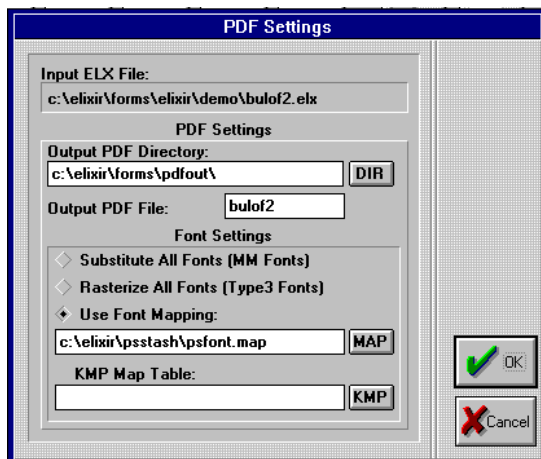 PDF Settings
Input ELX File:
c:\elixir\forms\elixir\demo\bulof2.elx
PDF Settings
Output PDF Directory:
c:\elixir\forms\pdfout\ DIR
Output PDF File: bulof2
Font Settings
Substitute All Fonts (MM Fonts)
Rasterize All Fonts (Type3 Fonts)
Use Font Mapping:
c:\elixir\psstash\psfont.map MAP
KMP Map Table:
KMP
OK
Cancel